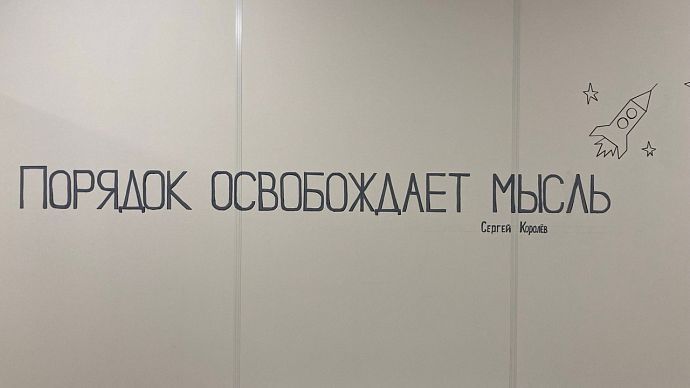 Порядок освобождает мысль
Сергей Королёв